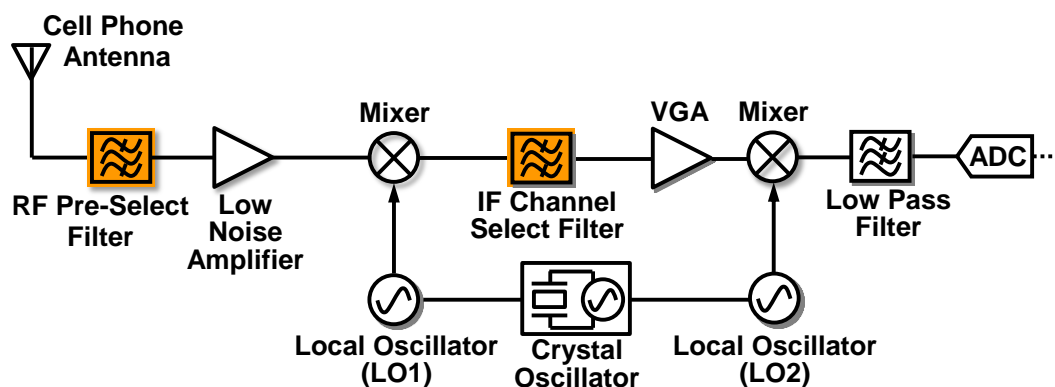 Cell Phone
Antenna
Mixer
VGA
Mixer
ADC
RF Pre-Select
Filter
Low
Noise
Amplifier
IF Channel
Select Filter
Low Pass
Filter
Local Oscillator
(LO1)
Crystal
Oscillator
Local Oscillator
(LO2)